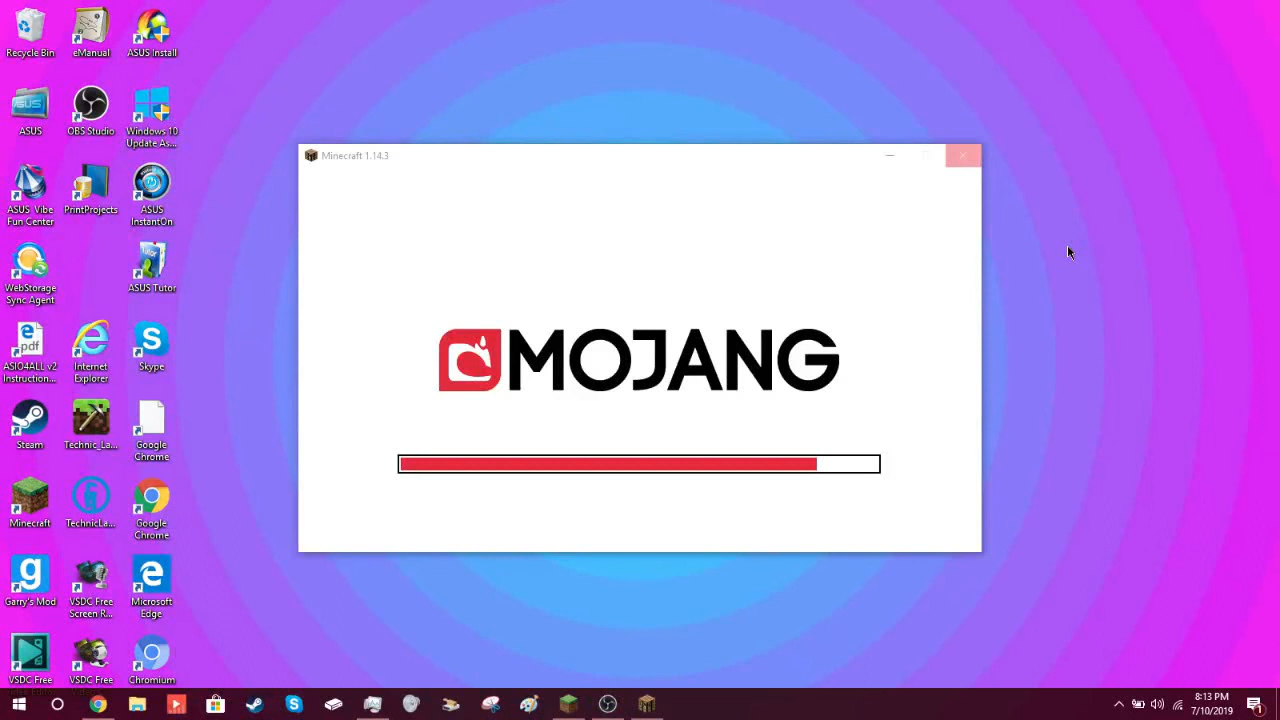 Recycle Bin
eManual
ASUS Install
ASUS
OBS Studio
Windows 10
Update As...
ASUS Vibe
Fun Center
PrintProjects
ASUS
InstantOn
WebStorage
Sync Agent
ASUS Tutor
ASIO4ALL v2
Instruction...
Internet
Explorer
Skype
Steam
Technic_La...
Google
Chrome
Minecraft
TechnicLa...
Google
Chrome
Garry's Mod
VSDC Free
Screen R...
Microsoft
Edge
VSDC Free
VSDC Free
Chromium
Minecraft 1.14.3
MOJANG
8:13 PM
7/10/2019
1